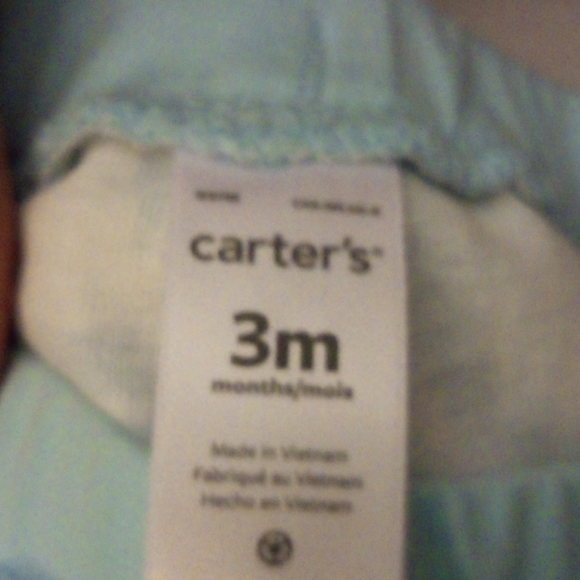 carter's
3m
months/mois
Made in Vietnam
Fabriqué au Vietnam
Hecho en Vietnam